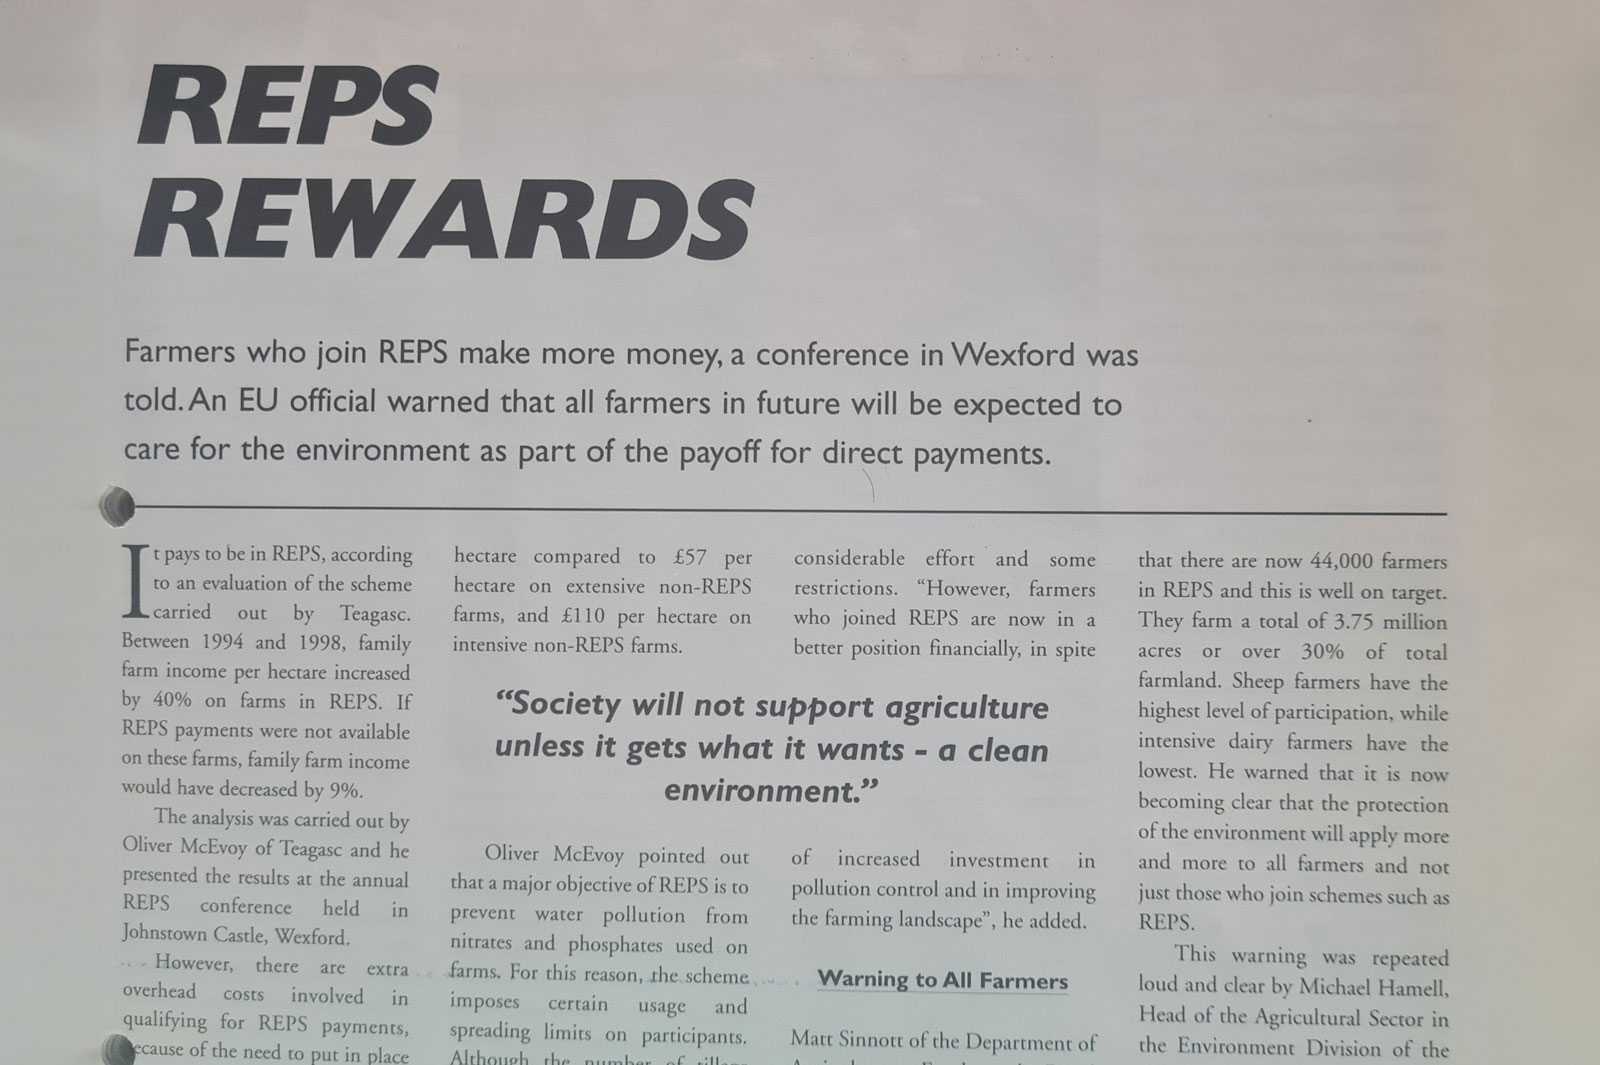 REPS
REWARDS
Farmers who join REPS make more money, a conference in Wexford was
told. An EU official warned that all farmers in future will be expected to
care for the environment as part of the payoff for direct payments.
It pays to be in REPS, according
to an evaluation of the scheme
carried out by Teagasc.
Between 1994 and 1998, family
farm income per hectare increased
by 40% on farms in REPS. If
REPS payments were not available
on these farms, family farm income
would have decreased by 9%.
The analysis was carried out by
Oliver McEvoy of Teagasc and he
presented the results at the annual
REPS conference held in
Johnstown Castle, Wexford.
However, there are extra
overhead costs involved in
qualifying for REPS payments,
ecause of the need to put in place
hectare compared to £57 per
hectare on extensive non-REPS
farms, and £110 per hectare on
intensive non-REPS farms.
"Society will not support agriculture
unless it gets what it wants - a clean
environment."
Oliver McEvoy pointed out
that a major objective of REPS is to
prevent water pollution from
nitrates and phosphates used on
farms. For this reason, the scheme
imposes certain usage and
spreading limits on participants.
Although the number of
considerable effort and some
restrictions. "However, farmers
who joined REPS are now in a
better position financially, in spite
of increased investment in
pollution control and in improving
the farming landscape", he added.
Warning to All Farmers
Matt Sinnott of the Department of
that there are now 44,000 farmers
in REPS and this is well on target.
They farm a total of 3.75 million
acres or over 30% of total
farmland. Sheep farmers have the
highest level of participation, while
intensive dairy farmers have the
lowest. He warned that it is now
becoming clear that the protection
of the environment will apply more
and more to all farmers and not
just those who join schemes such as
REPS.
This warning was repeated
loud and clear by Michael Hamell,
Head of the Agricultural Sector in
the Environment Division of the